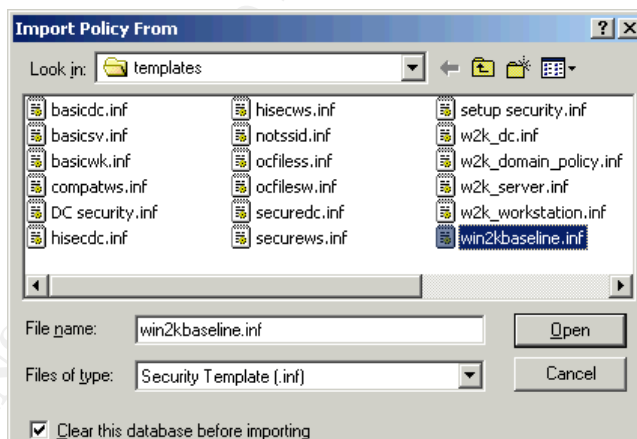 Import Policy From
Look in: templates
basicdc.inf hisecws.inf setup security.inf
basicsv.inf notssid.inf w2k_dc.inf
basicwk.inf ocfiless.inf w2k_domain_policy.inf
compatws.inf ocfilesw.inf w2k_server.inf
DC security.inf securedc.inf w2k_workstation.inf
hisecdc.inf securews.inf win2kbaseline.inf
File name: win2kbaseline.inf Open
Files of type: Security Template (.inf) Cancel
Clear this database before importing